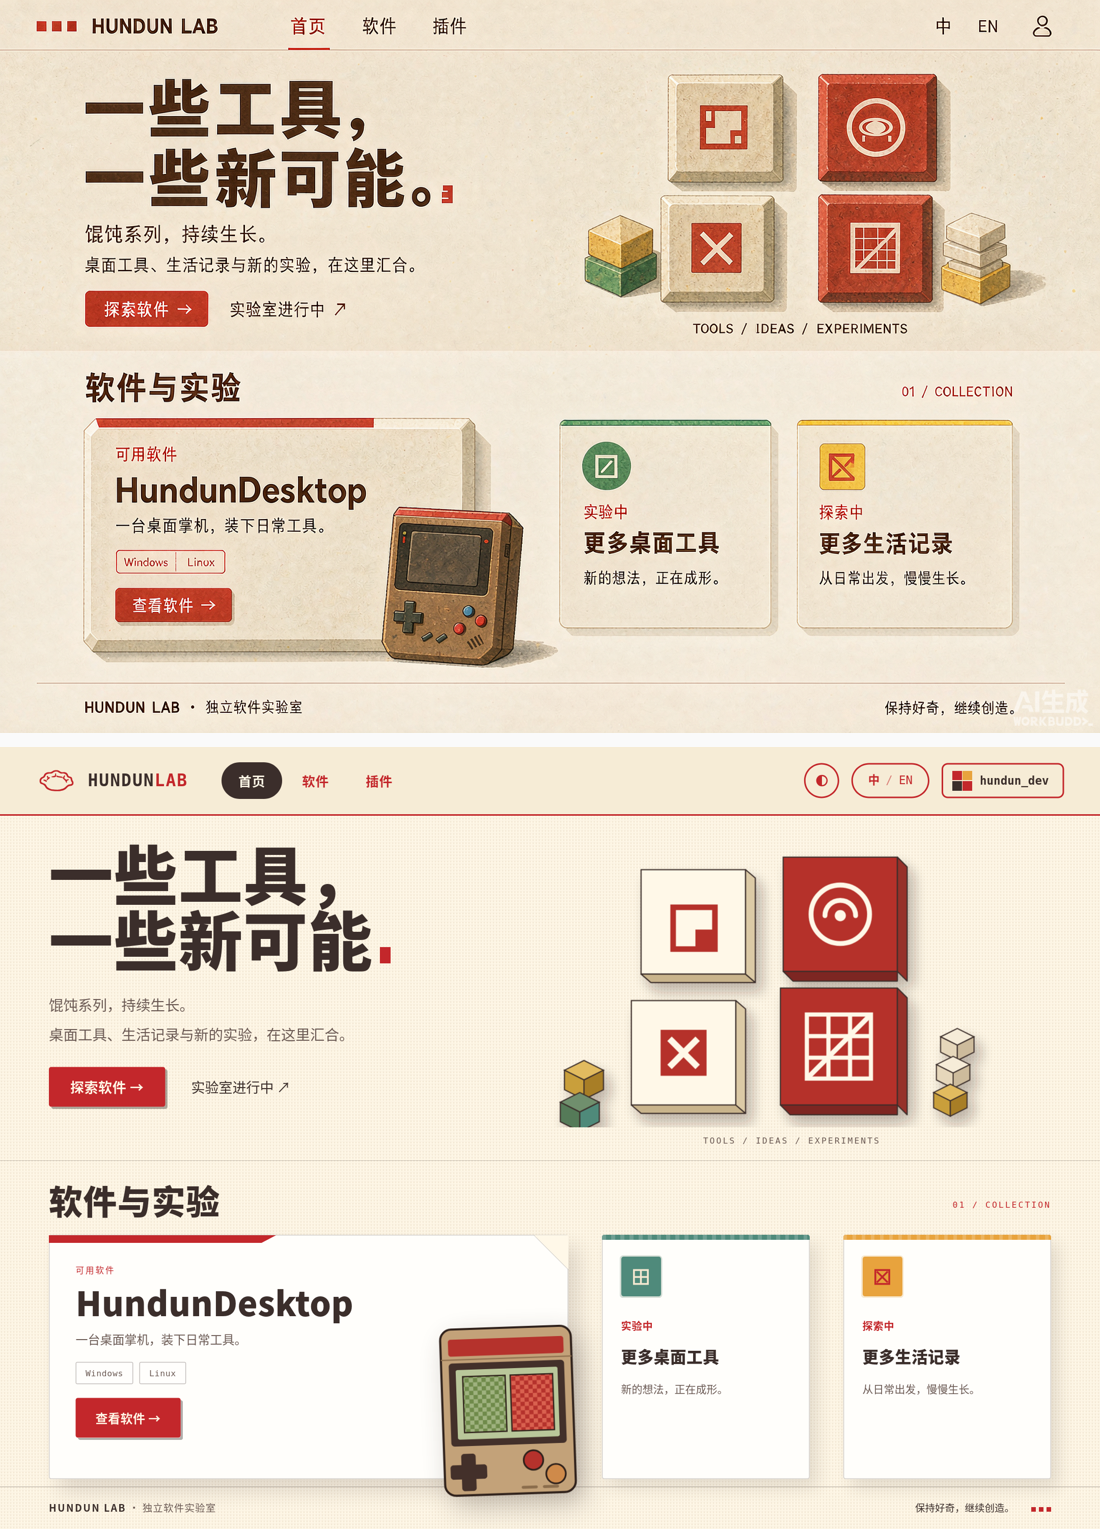 HUNDUN LAB 首页 软件 插件 中 EN
一些工具，
一些新可能。
馄饨系列，持续生长。
桌面工具、生活记录与新的实验，在这里汇合。
探索软件 → 实验室进行中 ↗
TOOLS / IDEAS / EXPERIMENTS
软件与实验
01 / COLLECTION
可用软件
HundunDesktop
一台桌面掌机，装下日常工具。
Windows Linux
查看软件 →
实验中
更多桌面工具
新的想法，正在成形。
探索中
更多生活记录
从日常出发，慢慢生长。
HUNDUN LAB · 独立软件实验室
保持好奇，继续创造。
AI生成
WORKBUDDY
HUNDUNLAB 首页 软件 插件 中 / EN hundun_dev
一些工具，
一些新可能
馄饨系列，持续生长。
桌面工具、生活记录与新的实验，在这里汇合。
探索软件 → 实验室进行中 ↗
TOOLS / IDEAS / EXPERIMENTS
软件与实验
01 / COLLECTION
可用软件
HundunDesktop
一台桌面掌机，装下日常工具。
Windows Linux
查看软件 →
实验中
更多桌面工具
新的想法，正在成形。
探索中
更多生活记录
从日常出发，慢慢生长。
HUNDUN LAB · 独立软件实验室
保持好奇，继续创造。